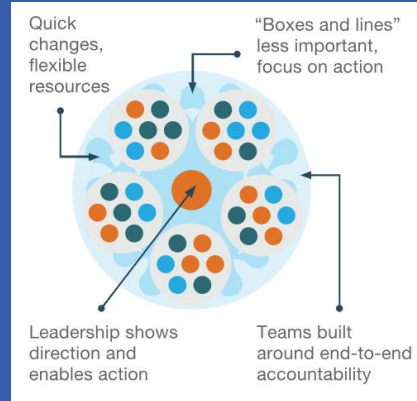 Quick
changes,
flexible
resources
“Boxes and lines”
less important,
focus on action
Leadership shows
direction and
enables action
Teams built
around end-to-end
accountability